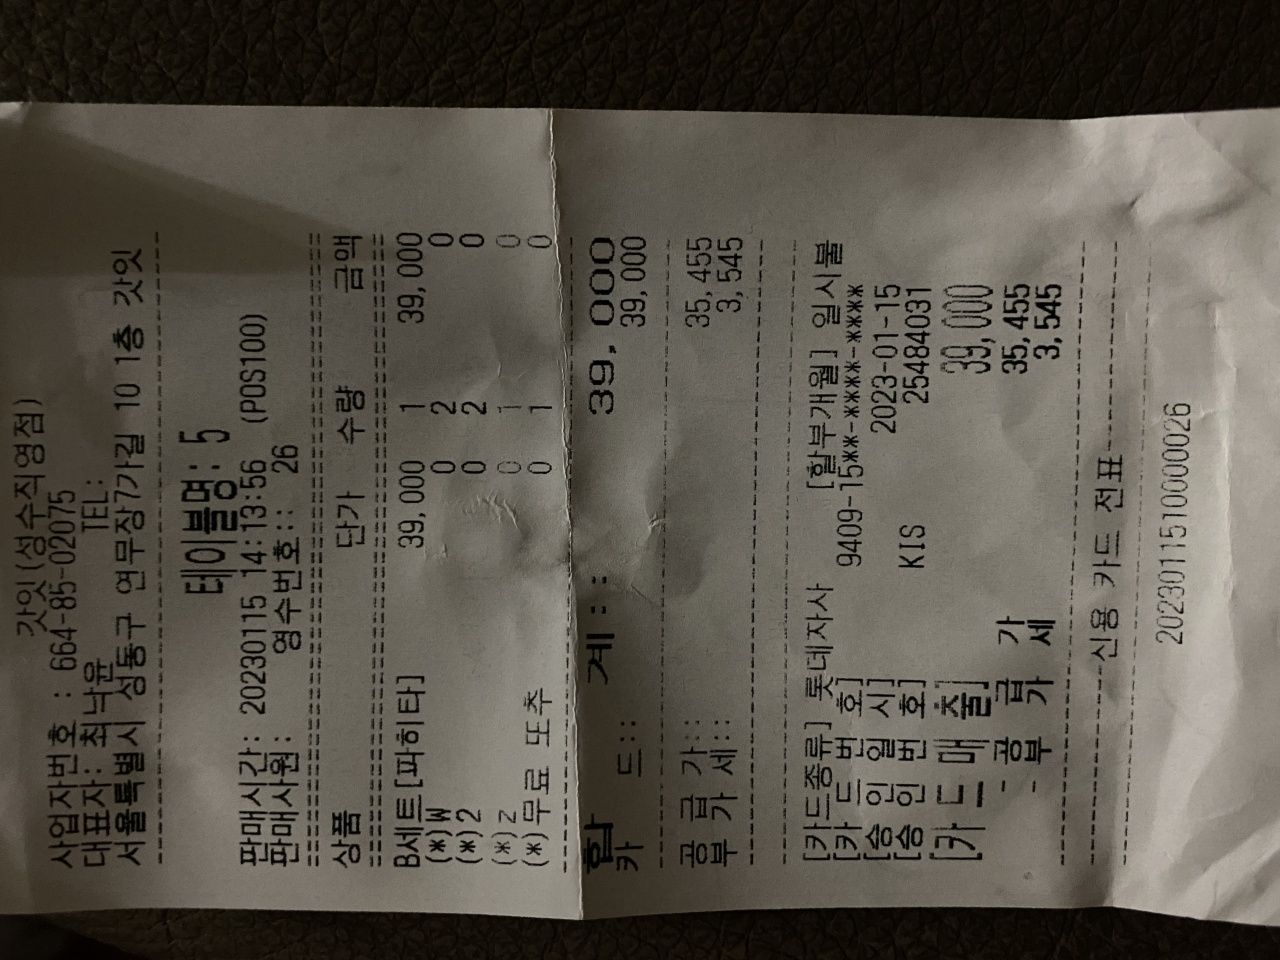 갓잇(성수직영점)
사업자번호 : 664-85-02075
대표자: 최낙윤 TEL:
서울특별시 성동구 연무장7가길 10 1층 갓잇
테이블명: 5
판매시간: 20230115 14:13:56 (POS100)
판매사원: 영수번호:: 26
상품 단가 수량 금액
B세트[파히타] 39,000 1 39,000
(*)W 0 2 0
(*)2 0 2 0
(*)Z 0 1 0
(*)무료 또추 0 1 0
합 계:: 39,000
카 드:: 39,000
공 급 가:: 35,455
부 가 세:: 3,545
[카드종류] 롯데자사 [할부개월] 일시불
[카 드 번 호] 9409-15**-****-****
[승 인 일 시] 2023-01-15
[승 인 번 호] KIS 25484031
[카 드 매 출] 39,000
- 공 급 가 35,455
- 부 가 세 3,545
신용 카드 전표
2023011510000026